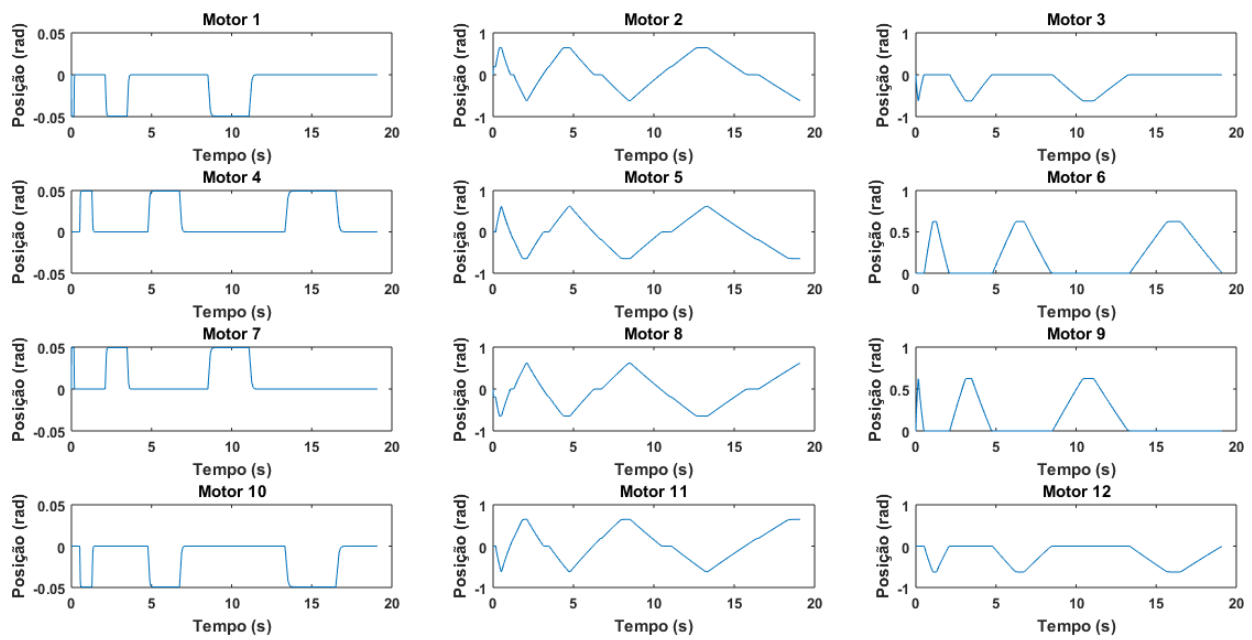 Motor 1 Motor 2 Motor 3
0.05 1 1
Posição (rad) Posição (rad) Posição (rad)
0 0 0
-0.05 -1 -1
0 5 10 15 20 0 5 10 15 20 0 5 10 15 20
Tempo (s) Tempo (s) Tempo (s)
Motor 4 Motor 5 Motor 6
0.05 1 1
Posição (rad) Posição (rad) Posição (rad)
0 0 0.5
-0.05 -1 0
0 5 10 15 20 0 5 10 15 20 0 5 10 15 20
Tempo (s) Tempo (s) Tempo (s)
Motor 7 Motor 8 Motor 9
0.05 1 1
Posição (rad) Posição (rad) Posição (rad)
0 0 0.5
-0.05 -1 0
0 5 10 15 20 0 5 10 15 20 0 5 10 15 20
Tempo (s) Tempo (s) Tempo (s)
Motor 10 Motor 11 Motor 12
0.05 1 1
Posição (rad) Posição (rad) Posição (rad)
0 0 0
-0.05 -1 -1
0 5 10 15 20 0 5 10 15 20 0 5 10 15 20
Tempo (s) Tempo (s) Tempo (s)